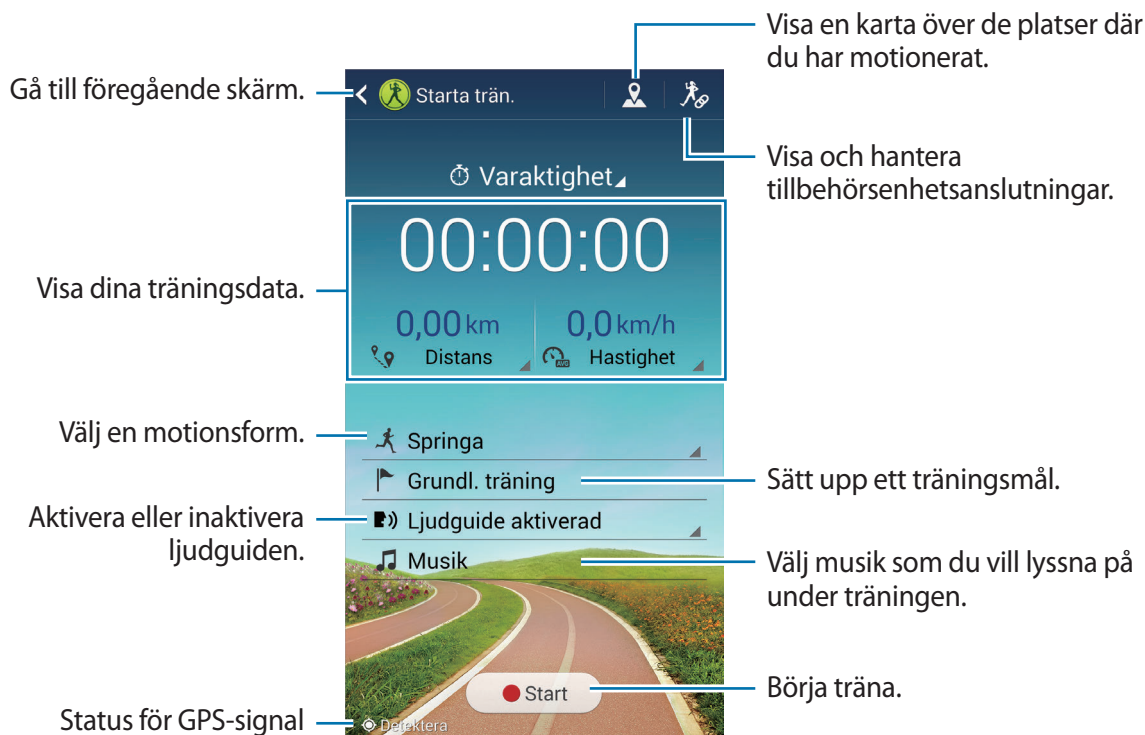 Visa en karta över de platser där
du har motionerat.
Gå till föregående skärm.
Starta trän.
Visa och hantera
tillbehörsenhetsanslutningar.
Varaktighet
00:00:00
Visa dina träningsdata.
0,00 km
0,0 km/h
Distans
AVG
Hastighet
Välj en motionsform.
Springa
Grundl. träning
Sätt upp ett träningsmål.
Aktivera eller inaktivera
ljudguiden.
Ljudguide aktiverad
Musik
Välj musik som du vill lyssna på
under träningen.
Start
Börja träna.
Status för GPS-signal
Detektera